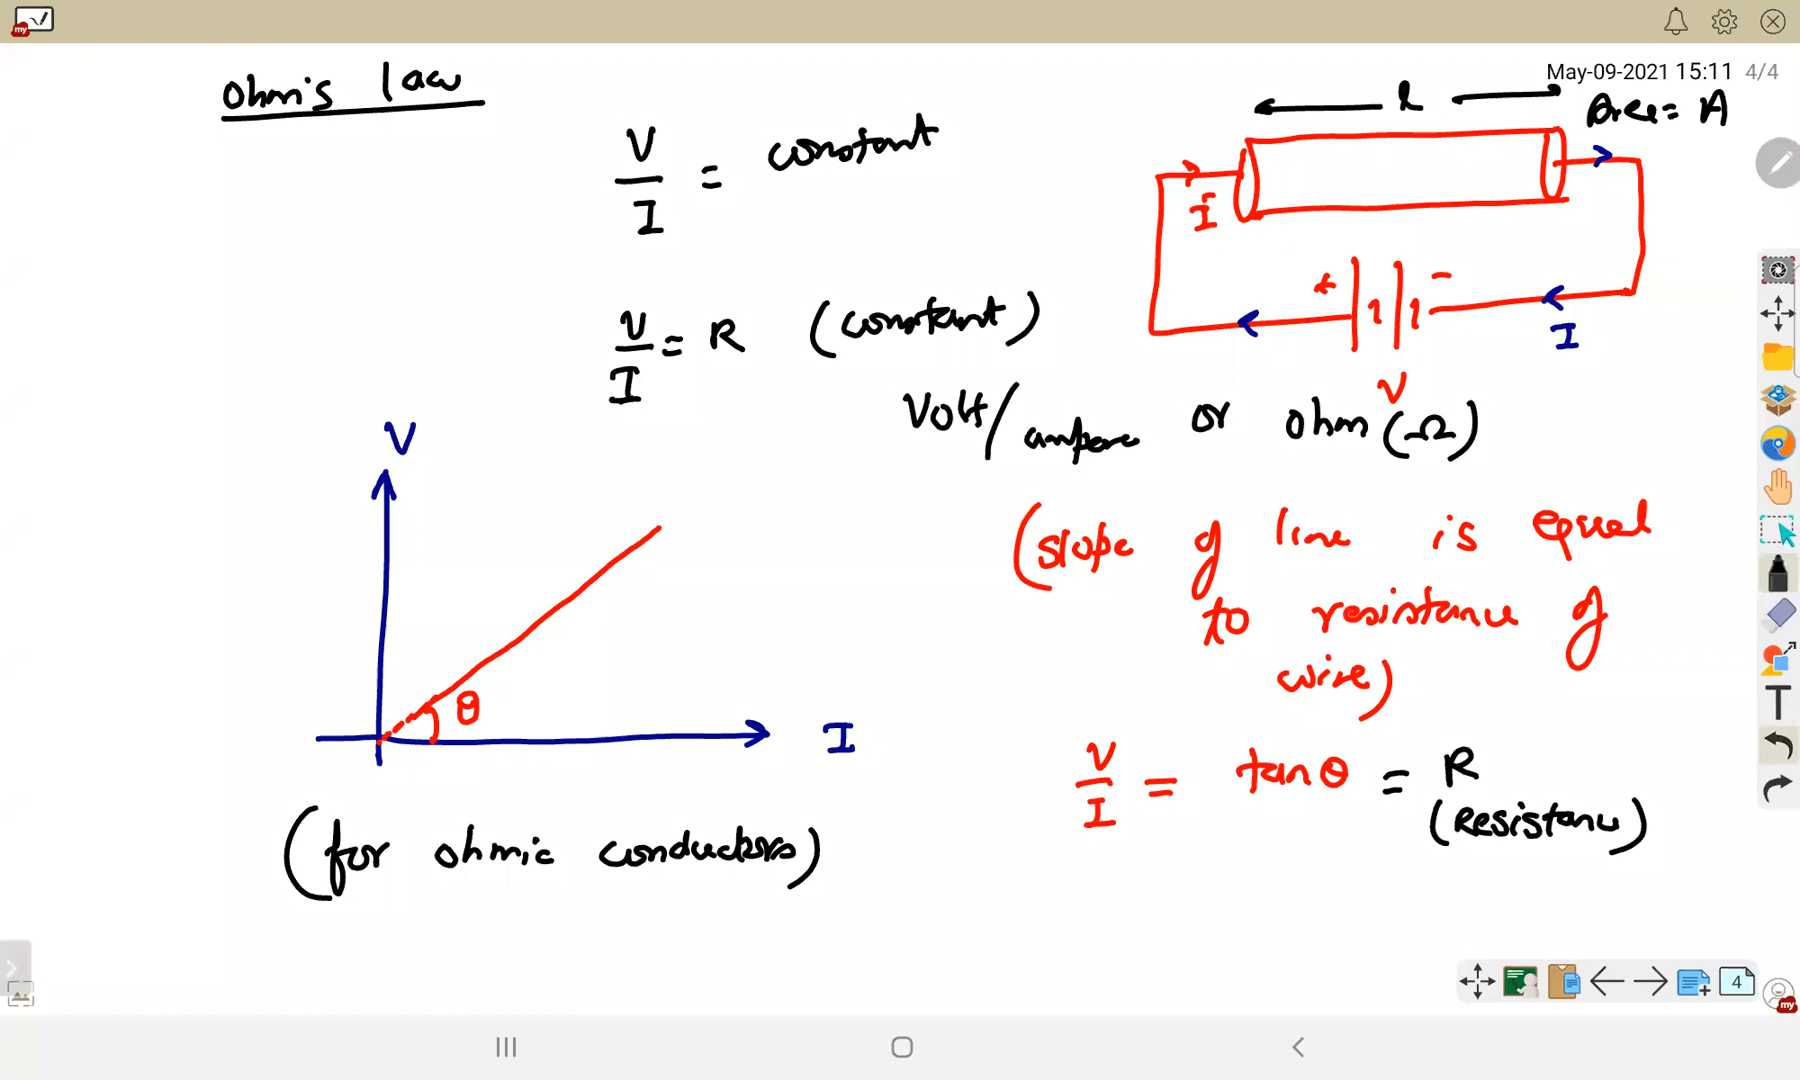 May-09-2021 15:11 4/4
Ohm's law
V/I = constant
l
Area = A
I
+ -
I
V
V/I = R (constant)
Volt/ampere or ohm (Ω)
V
(slope of line is equal
to resistance of
wire)
θ
I
V/I = tanθ = R
(Resistance)
(for ohmic conductors)
4